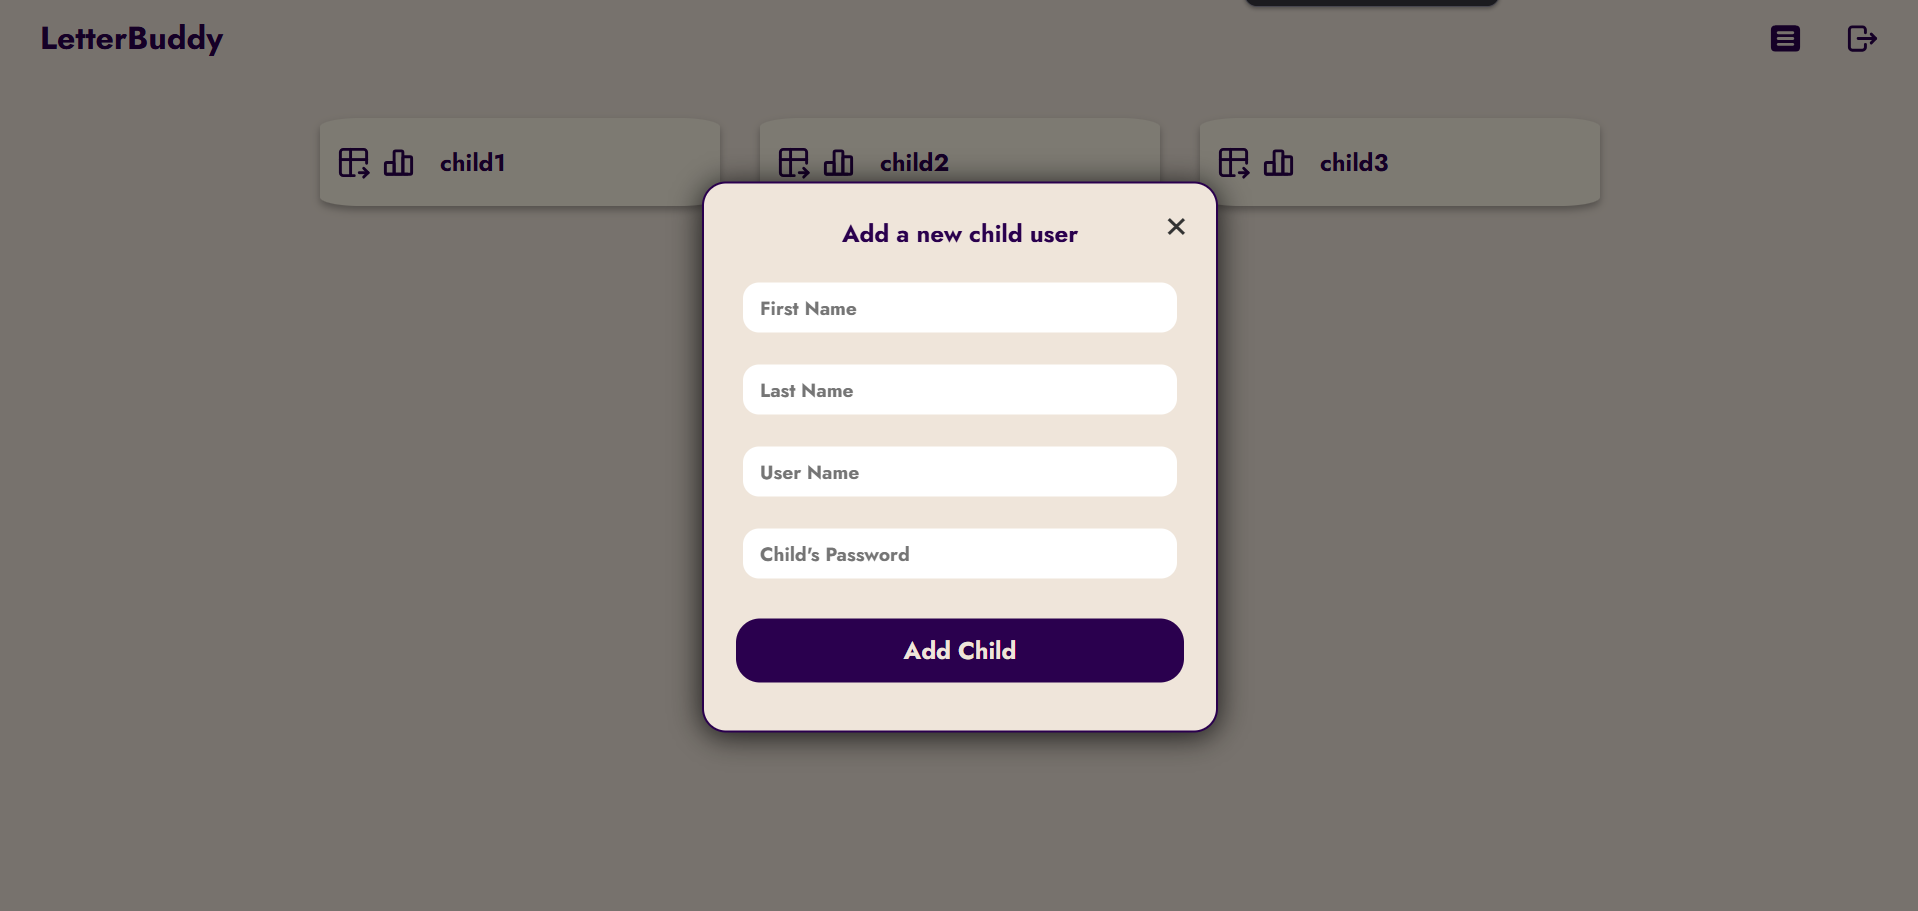 LetterBuddy
child1
child2
child3
Add a new child user
First Name
Last Name
User Name
Child's Password
Add Child